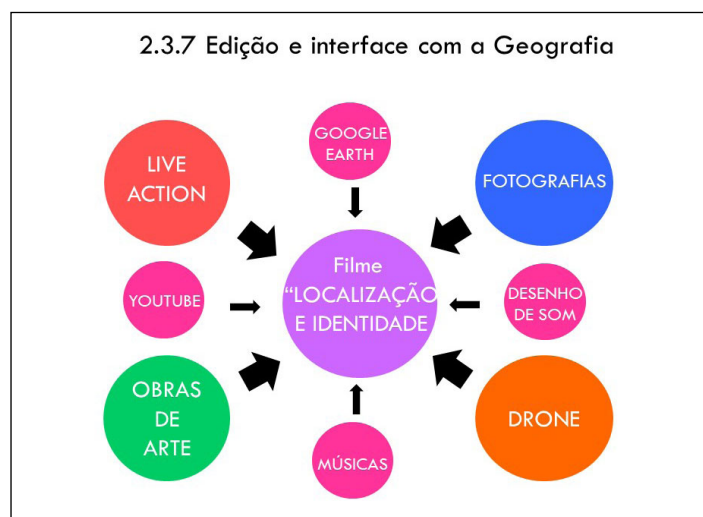 2.3.7 Edição e interface com a Geografia
GOOGLE
EARTH
LIVE
ACTION
FOTOGRAFIAS
Filme
“LOCALIZAÇÃO
E IDENTIDADE
YOUTUBE
DESENHO
DE SOM
OBRAS
DE
ARTE
DRONE
MÚSICAS